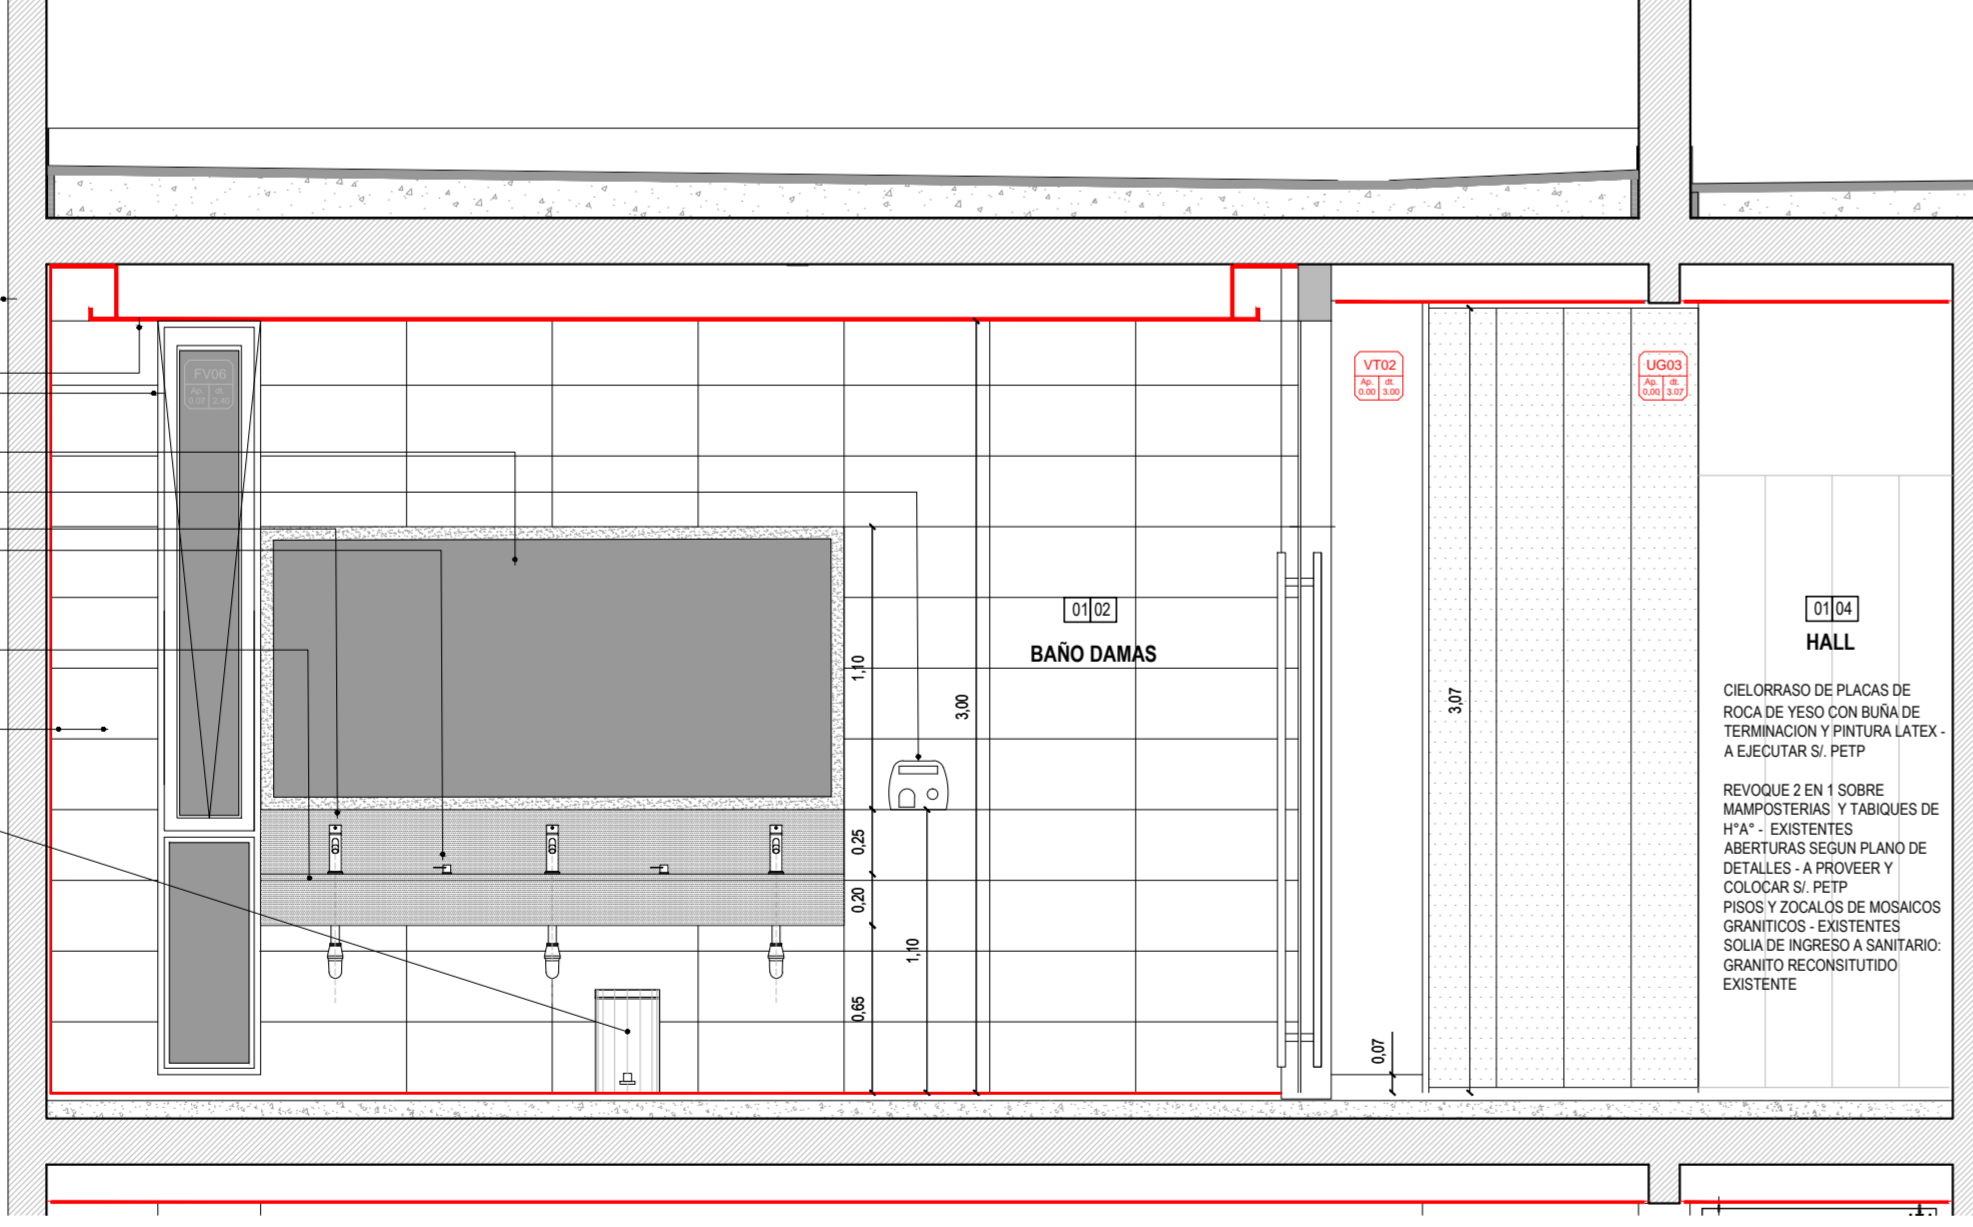 FV06
Ap. dt.
0.07 2.40
VT02
Ap. dt.
0.00 3.00
UG03
Ap. dt.
0,00 3.07
01 02
BAÑO DAMAS
1,10
0,25
0,20
0,65
1,10
3,00
0,07
3,07
01 04
HALL
CIELORRASO DE PLACAS DE
ROCA DE YESO CON BUÑA DE
TERMINACION Y PINTURA LATEX -
A EJECUTAR S/. PETP
REVOQUE 2 EN 1 SOBRE
MAMPOSTERIAS Y TABIQUES DE
H°A° - EXISTENTES
ABERTURAS SEGUN PLANO DE
DETALLES - A PROVEER Y
COLOCAR S/. PETP
PISOS Y ZOCALOS DE MOSAICOS
GRANITICOS - EXISTENTES
SOLIA DE INGRESO A SANITARIO:
GRANITO RECONSITUTIDO
EXISTENTE